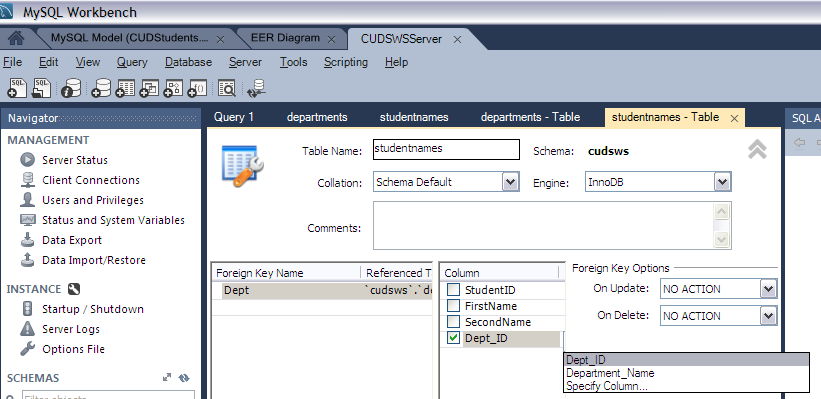 MySQL Workbench
MySQL Model (CUDStudents.... × EER Diagram × CUDSWSServer ×
File Edit View Query Database Server Tools Scripting Help
Navigator
MANAGEMENT
Server Status
Client Connections
Users and Privileges
Status and System Variables
Data Export
Data Import/Restore
INSTANCE
Startup / Shutdown
Server Logs
Options File
SCHEMAS
Filter objects
Query 1 departments studentnames departments - Table studentnames - Table ×
Table Name: studentnames Schema: cudsws
Collation: Schema Default Engine: InnoDB
Comments:
Foreign Key Name Referenced T
Dept `cudsws`.`de
Column
StudentID
FirstName
SecondName
Dept_ID
Foreign Key Options
On Update: NO ACTION
On Delete: NO ACTION
Dept_ID
Department_Name
Specify Column...
SQL A